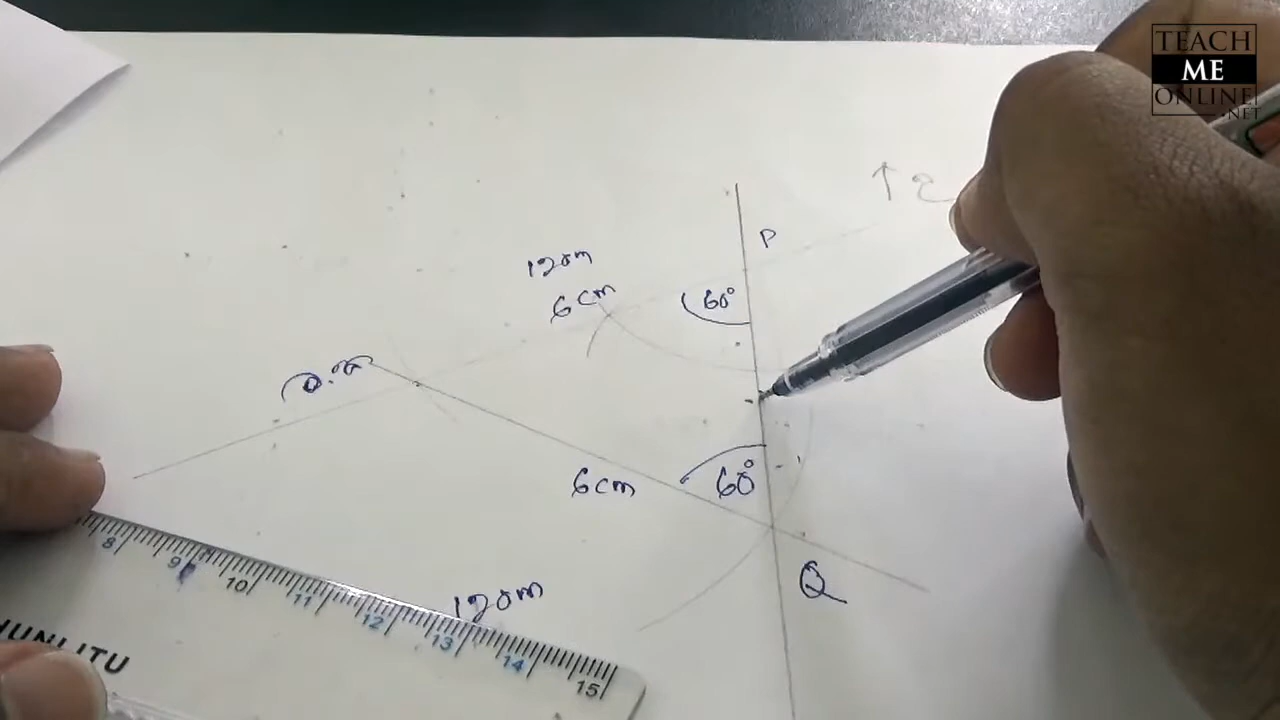 TEACH
ME
ONLINE
.NET
P
12cm
6cm
60°
6cm
60°
Q
12cm
8 9 10 11 12 13 14 15